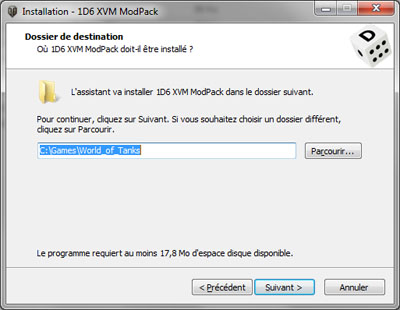 Installation - 1D6 XVM ModPack
Dossier de destination
Où 1D6 XVM ModPack doit-il être installé ?
D
L'assistant va installer 1D6 XVM ModPack dans le dossier suivant.
Pour continuer, cliquez sur Suivant. Si vous souhaitez choisir un dossier différent,
cliquez sur Parcourir.
C:\Games\World_of_Tanks
Parcourir...
Le programme requiert au moins 17,8 Mo d'espace disque disponible.
< Précédent
Suivant >
Annuler